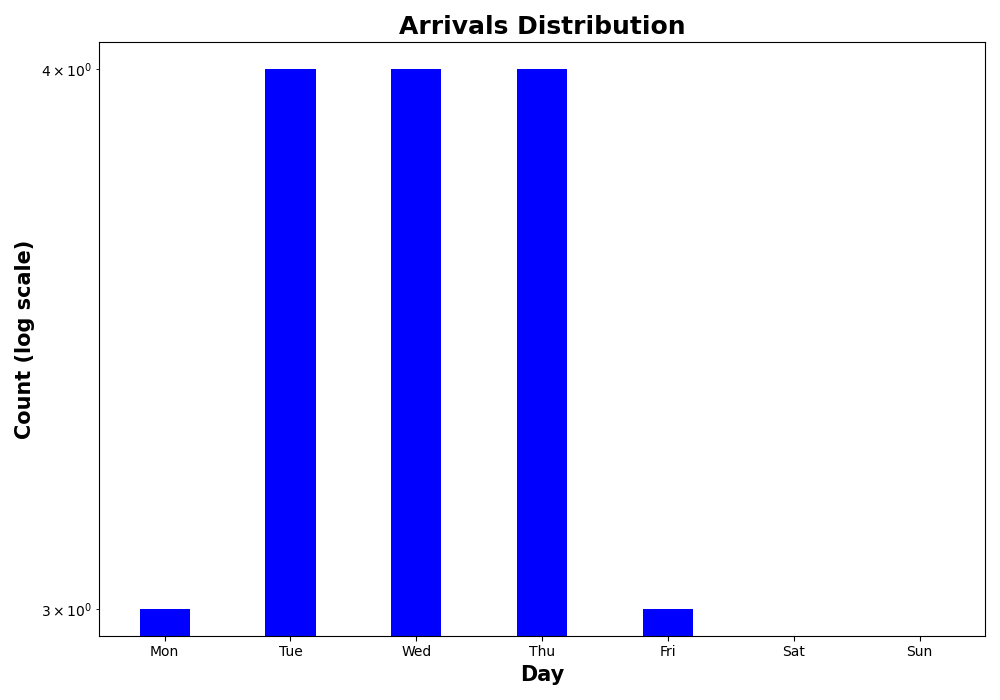 Arrivals Distribution
Count (log scale)
4 × 10⁰
3 × 10⁰
Mon Tue Wed Thu Fri Sat Sun
Day